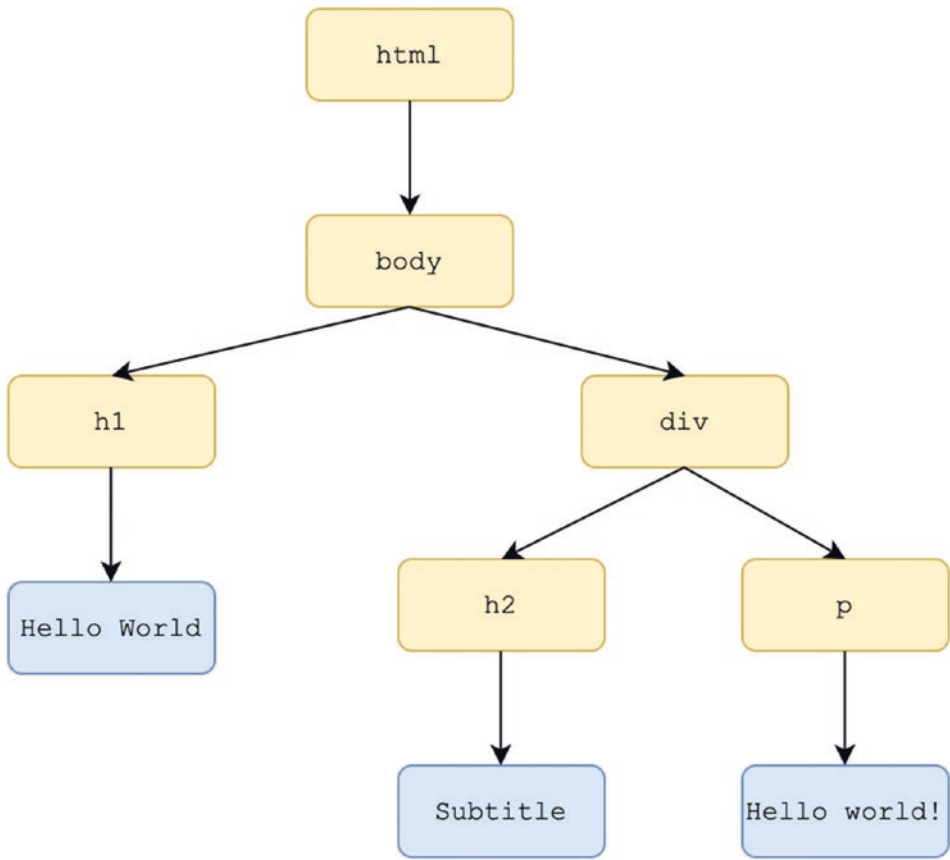 html
body
h1
div
h2
p
Hello World
Subtitle
Hello world!